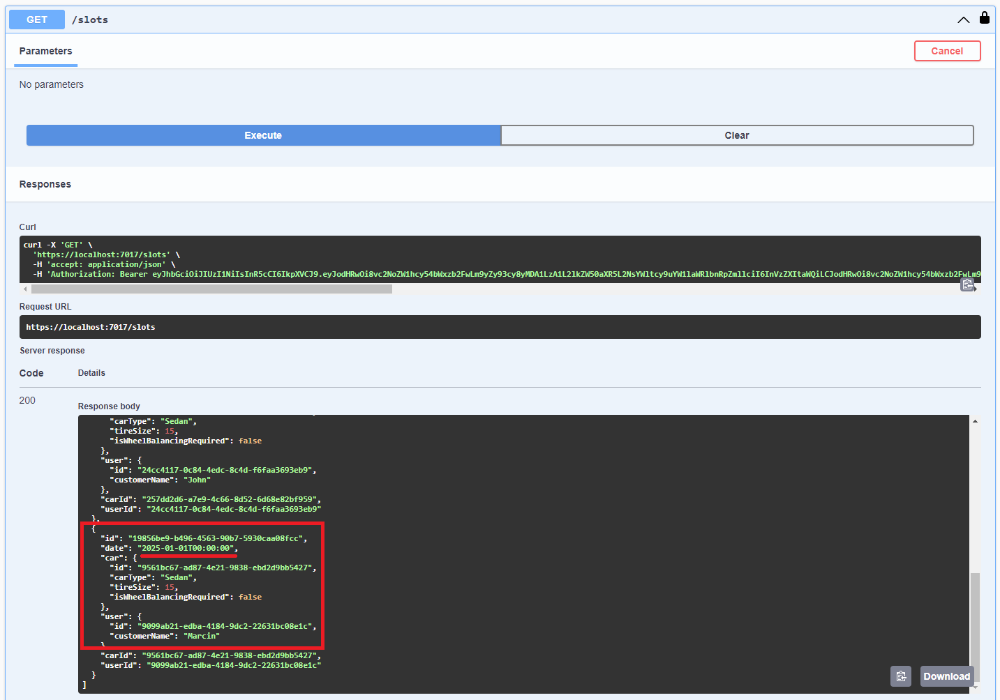 GET /slots
Parameters
Cancel
No parameters
Execute
Clear
Responses
Curl
curl -X 'GET' \
'https://localhost:7017/slots' \
-H 'accept: application/json' \
-H 'Authorization: Bearer eyJhbGciOiJIUzI1NiIsInR5cCI6IkpXVCJ9.eyJodHRwOi8vc2NoZW1hcy54bWxzb2FwLm9yZy93cy8yMDA1LzA1L2lkZW50aXR5L2NsYWltcy9uYW1laWRlbnRpZmllciI6InVzZXItaWQiLCJodHRwOi8vc2NoZW1hcy54bWxzb2FwLm9
Request URL
https://localhost:7017/slots
Server response
Code
Details
200
Response body
"carType": "Sedan",
"tireSize": 15,
"isWheelBalancingRequired": false
},
"user": {
"id": "24cc4117-0c84-4edc-8c4d-f6faa3693eb9",
"customerName": "John"
},
"carId": "257dd2d6-a7e9-4c66-8d52-6d68e82bf959",
"userId": "24cc4117-0c84-4edc-8c4d-f6faa3693eb9"
},
{
"id": "19856be9-b496-4563-90b7-5930caa08fcc",
"date": "2025-01-01T00:00:00",
"car": {
"id": "9561bc67-ad87-4e21-9838-ebd2d9bb5427",
"carType": "Sedan",
"tireSize": 15,
"isWheelBalancingRequired": false
},
"user": {
"id": "9099ab21-edba-4184-9dc2-22631bc08e1c",
"customerName": "Marcin"
},
"carId": "9561bc67-ad87-4e21-9838-ebd2d9bb5427",
"userId": "9099ab21-edba-4184-9dc2-22631bc08e1c"
}
]
Download